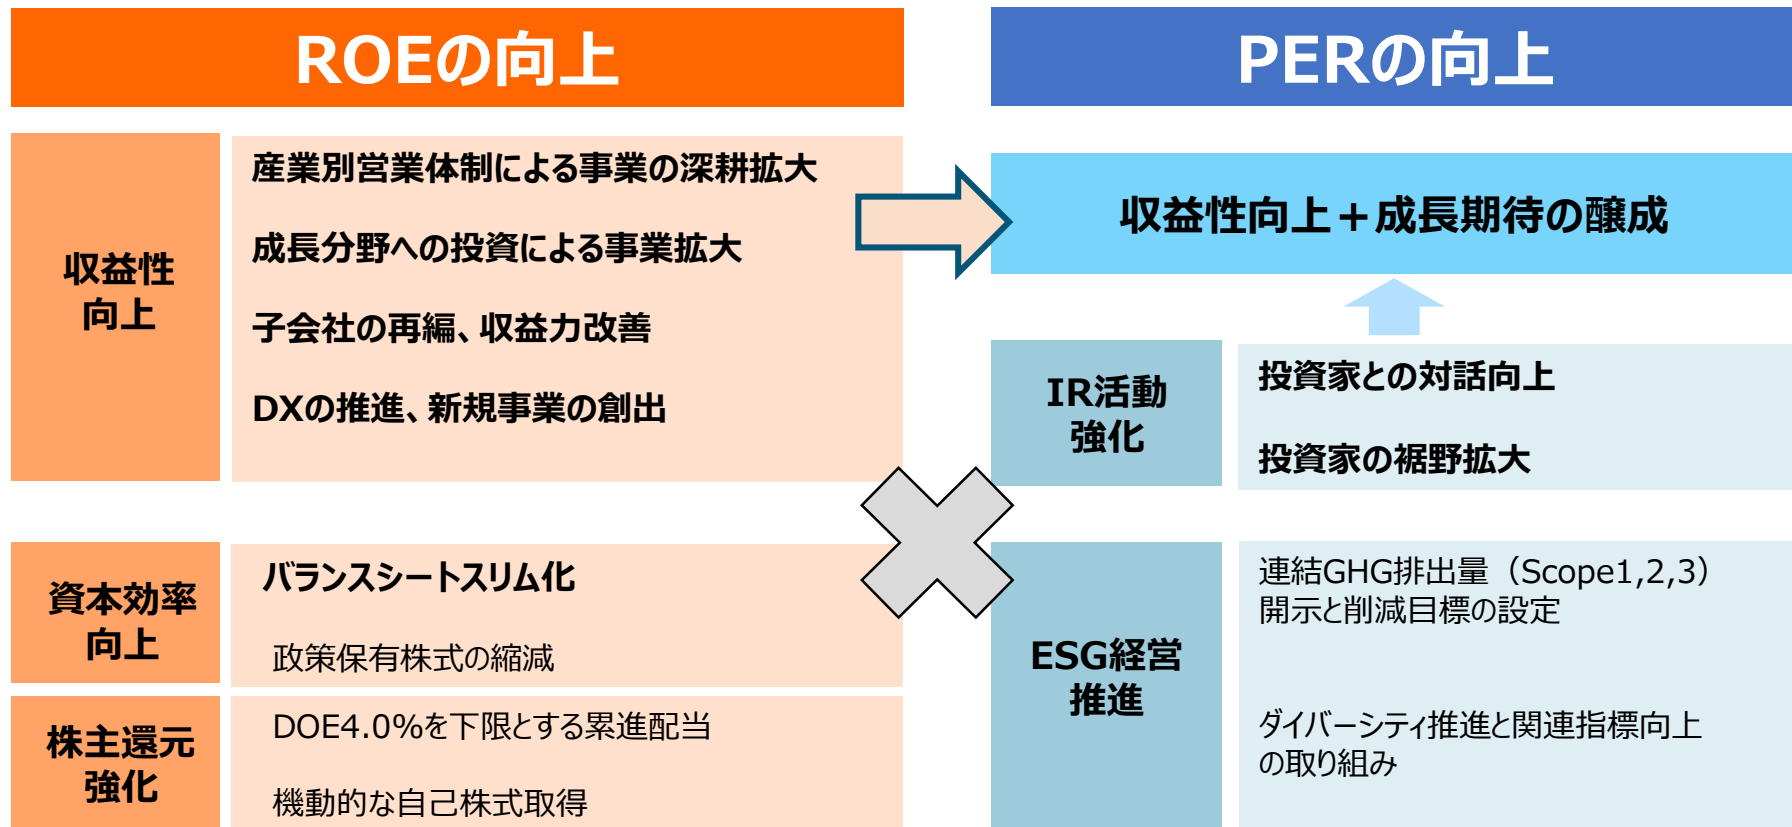 ROEの向上
収益性
向上
産業別営業体制による事業の深耕拡大
成長分野への投資による事業拡大
子会社の再編、収益力改善
DXの推進、新規事業の創出
資本効率
向上
バランスシートスリム化
政策保有株式の縮減
株主還元
強化
DOE4.0%を下限とする累進配当
機動的な自己株式取得
PERの向上
収益性向上＋成長期待の醸成
IR活動
強化
投資家との対話向上
投資家の裾野拡大
ESG経営
推進
連結GHG排出量（Scope1,2,3）
開示と削減目標の設定
ダイバーシティ推進と関連指標向上
の取り組み